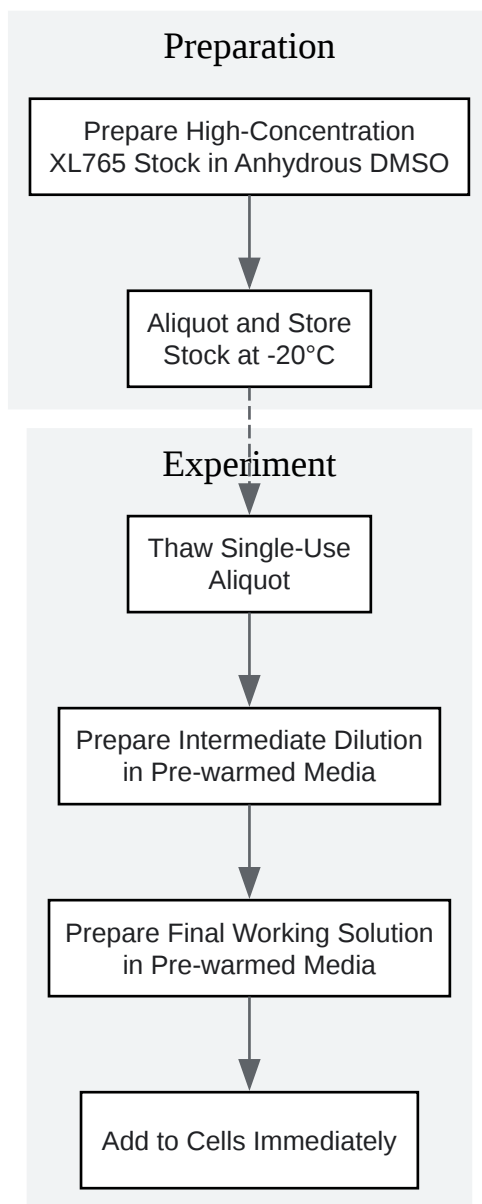 Preparation
Prepare High-Concentration
XL765 Stock in Anhydrous DMSO
Aliquot and Store
Stock at -20°C
Experiment
Thaw Single-Use
Aliquot
Prepare Intermediate Dilution
in Pre-warmed Media
Prepare Final Working Solution
in Pre-warmed Media
Add to Cells Immediately